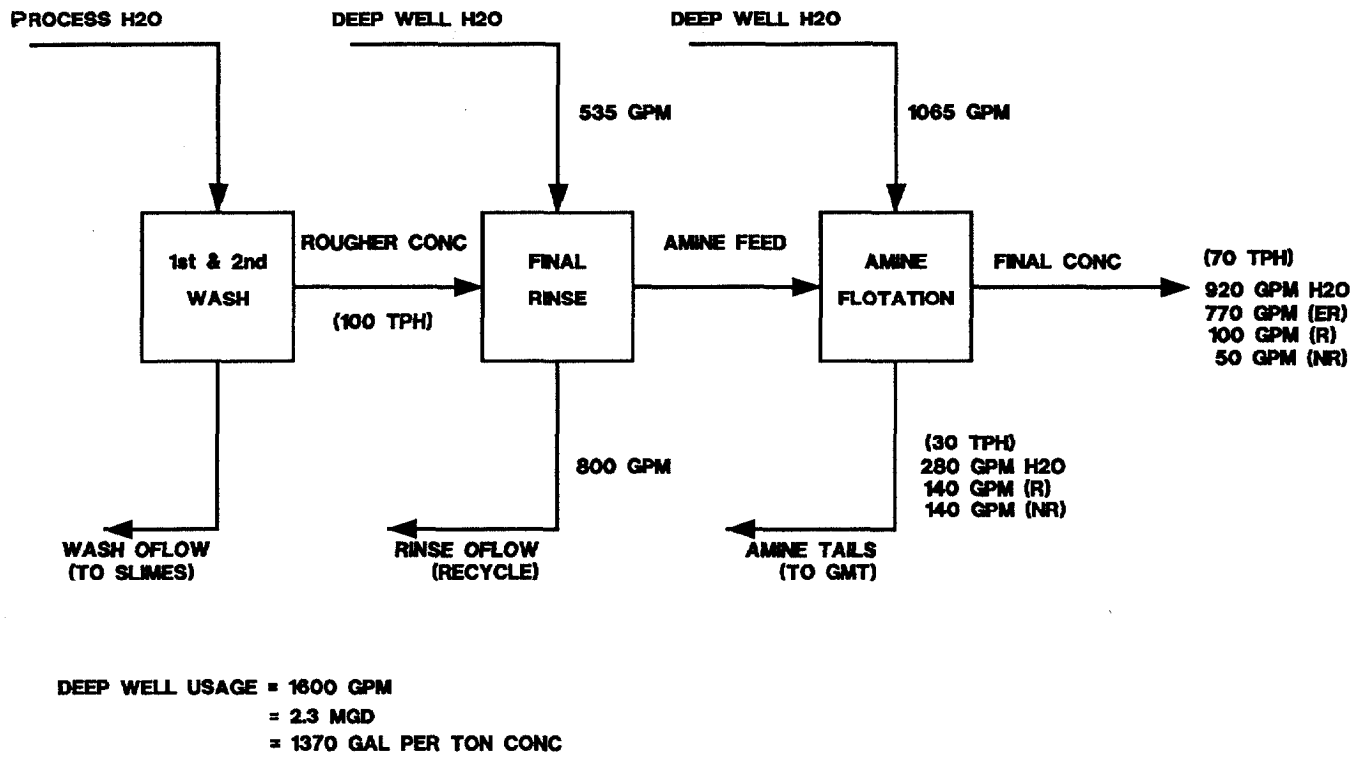 PROCESS H2O
DEEP WELL H2O
DEEP WELL H2O
535 GPM
1065 GPM
1st & 2nd
WASH
ROUGHER CONC
(100 TPH)
FINAL
RINSE
AMINE FEED
AMINE
FLOTATION
FINAL CONC
(70 TPH)
920 GPM H2O
770 GPM (ER)
100 GPM (R)
50 GPM (NR)
800 GPM
(30 TPH)
280 GPM H2O
140 GPM (R)
140 GPM (NR)
WASH OFLOW
(TO SLIMES)
RINSE OFLOW
(RECYCLE)
AMINE TAILS
(TO GMT)
DEEP WELL USAGE = 1600 GPM
= 2.3 MGD
= 1370 GAL PER TON CONC